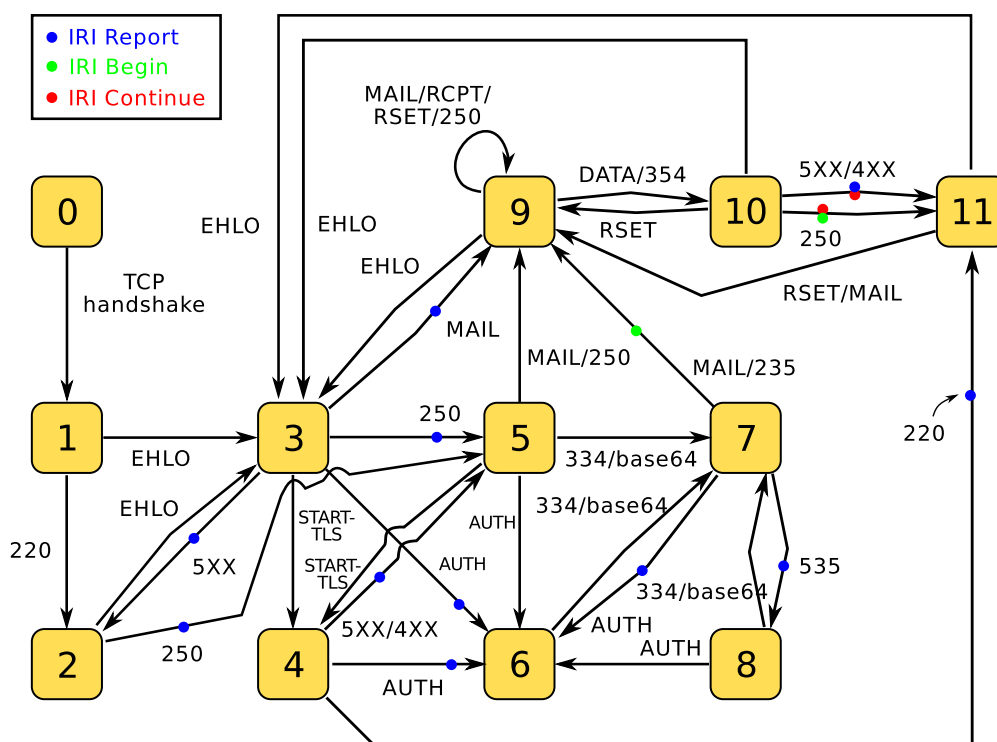 IRI Report
IRI Begin
IRI Continue
MAIL/RCPT/
RSET/250
DATA/354
5XX/4XX
0
9
10
11
EHLO
EHLO
RSET
250
EHLO
TCP
handshake
RSET/MAIL
MAIL
MAIL/250
MAIL/235
250
220
1
3
5
7
EHLO
334/base64
EHLO
START-
TLS
AUTH
334/base64
220
5XX
START-
TLS
AUTH
535
334/base64
5XX/4XX
AUTH
250
AUTH
2
4
6
8
AUTH